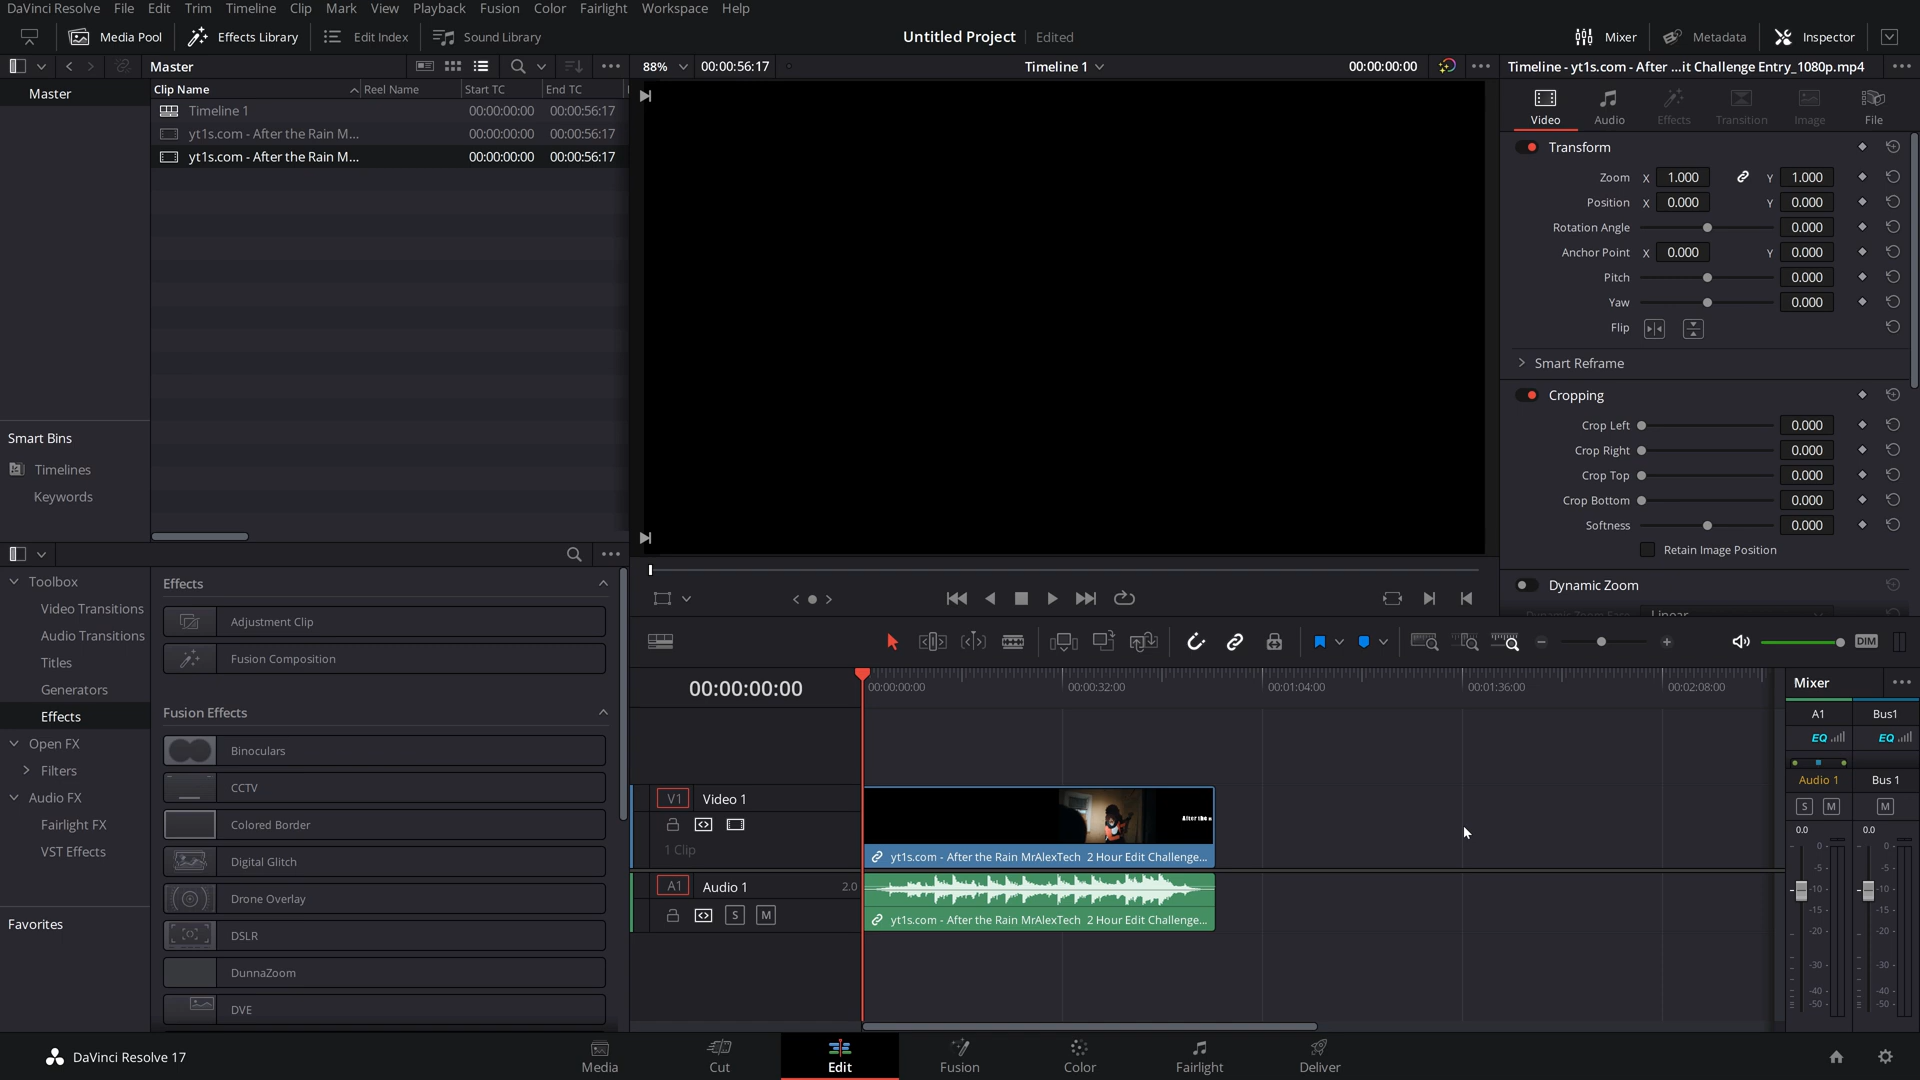 DaVinci Resolve File Edit Trim Timeline Clip Mark View Playback Fusion Color Fairlight Workspace Help
Media Pool Effects Library Edit Index Sound Library Untitled Project Edited Mixer Metadata Inspector
Master 88% 00:00:56:17 Timeline 1 00:00:00:00 Timeline - yt1s.com - After ...it Challenge Entry_1080p.mp4
Master
Clip Name Reel Name Start TC End TC
Timeline 1 00:00:00:00 00:00:56:17
yt1s.com - After the Rain M... 00:00:00:00 00:00:56:17
yt1s.com - After the Rain M... 00:00:00:00 00:00:56:17
Smart Bins
Timelines
Keywords
Video Audio Effects Transition Image File
Transform
Zoom X 1.000 Y 1.000
Position X 0.000 Y 0.000
Rotation Angle 0.000
Anchor Point X 0.000 Y 0.000
Pitch 0.000
Yaw 0.000
Flip
Smart Reframe
Cropping
Crop Left 0.000
Crop Right 0.000
Crop Top 0.000
Crop Bottom 0.000
Softness 0.000
Retain Image Position
Dynamic Zoom
Dynamic Zoom Ease Linear
Toolbox
Video Transitions
Audio Transitions
Titles
Generators
Effects
Open FX
Filters
Audio FX
Fairlight FX
VST Effects
Favorites
Effects
Adjustment Clip
Fusion Composition
Fusion Effects
Binoculars
CCTV
Colored Border
Digital Glitch
Drone Overlay
DSLR
DunnaZoom
DVE
DIM
00:00:00:00 00:00:00:00 00:00:32:00 00:01:04:00 00:01:36:00 00:02:08:00
V1 Video 1
1 Clip
After the
yt1s.com - After the Rain MrAlexTech 2 Hour Edit Challenge...
A1 Audio 1 2.0
S M
yt1s.com - After the Rain MrAlexTech 2 Hour Edit Challenge...
Mixer
A1 Bus1
EQ EQ
Audio 1 Bus 1
S M M
0.0 0.0
0 0
-5 -5
-10 -10
-15 -15
-20 -20
-30 -30
-40 -40
-50 -50
DaVinci Resolve 17 Media Cut Edit Fusion Color Fairlight Deliver